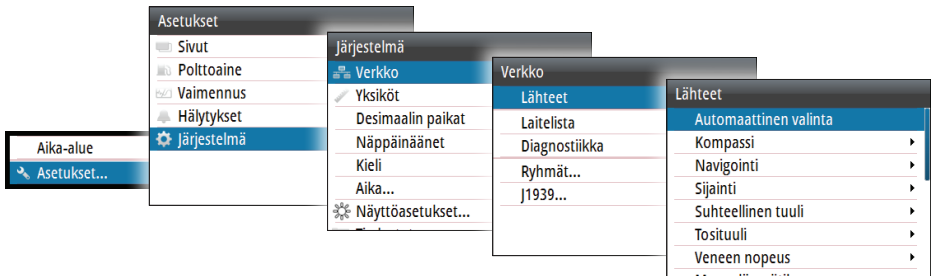 Aika-alue
Asetukset...
Asetukset
Sivut
Polttoaine
Vaimennus
Hälytykset
Järjestelmä
Järjestelmä
Verkko
Yksiköt
Desimaalin paikat
Näppäinäänet
Kieli
Aika...
Näyttöasetukset...
Verkko
Lähteet
Laitelista
Diagnostiikka
Ryhmät...
J1939...
Lähteet
Automaattinen valinta
Kompassi
Navigointi
Sijainti
Suhteellinen tuuli
Tosituuli
Veneen nopeus